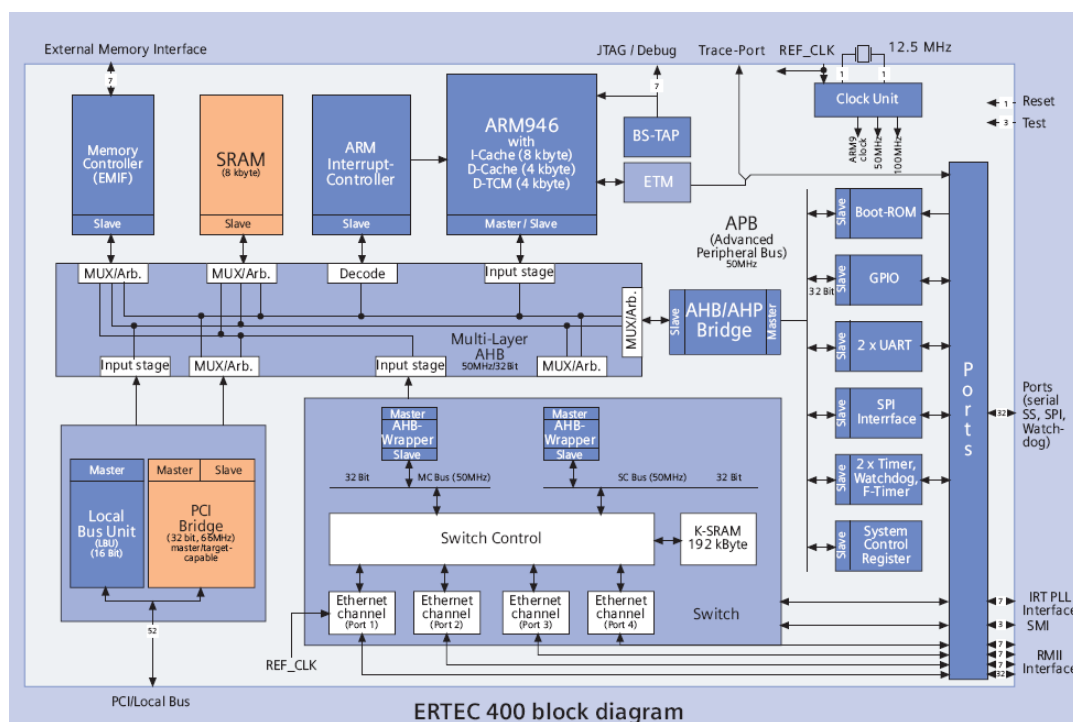 External Memory Interface
JTAG / Debug
Trace-Port
REF_CLK
12.5 MHz
7
7
1
1
Clock Unit
1
Reset
3
Test
ARM9
clock
50MHz
100MHz
Memory
Controller
(EMIF)
Slave
SRAM
(8 kbyte)
Slave
ARM
Interrupt-
Controller
Slave
ARM946
with
I-Cache (8 kbyte)
D-Cache (4 kbyte)
D-TCM (4 kbyte)
Master / Slave
BS-TAP
ETM
APB
(Advanced
Peripheral Bus)
50MHz
MUX/Arb.
MUX/Arb.
Decode
Input stage
MUX/Arb.
Multi-Layer
AHB
50MHz/32Bit
Input stage
MUX/Arb.
Input stage
MUX/Arb.
Slave
AHB/AHP
Bridge
Master
32 Bit
Slave
Boot-ROM
Slave
GPIO
Slave
2 x UART
Slave
SPI
Interrface
Slave
2 x Timer,
Watchdog,
F-Timer
Slave
System
Control
Register
Ports
32
Ports
(serial
SS, SPI,
Watch-
dog)
Master
Local
Bus Unit
(LBU)
(16 Bit)
Master
Slave
PCI
Bridge
(32 bit, 66MHz)
master/target-
capable
52
PCI/Local Bus
Master
AHB-
Wrapper
Slave
Master
AHB-
Wrapper
Slave
32 Bit
MC Bus (50MHz)
SC Bus (50MHz)
32 Bit
Switch Control
K-SRAM
192 kByte
Ethernet
channel
(Port 1)
Ethernet
channel
(Port 2)
Ethernet
channel
(Port 3)
Ethernet
channel
(Port 4)
Switch
REF_CLK
7
IRT PLL
Interface
3
SMI
7
7
7
32
RMII
Interface
ERTEC 400 block diagram